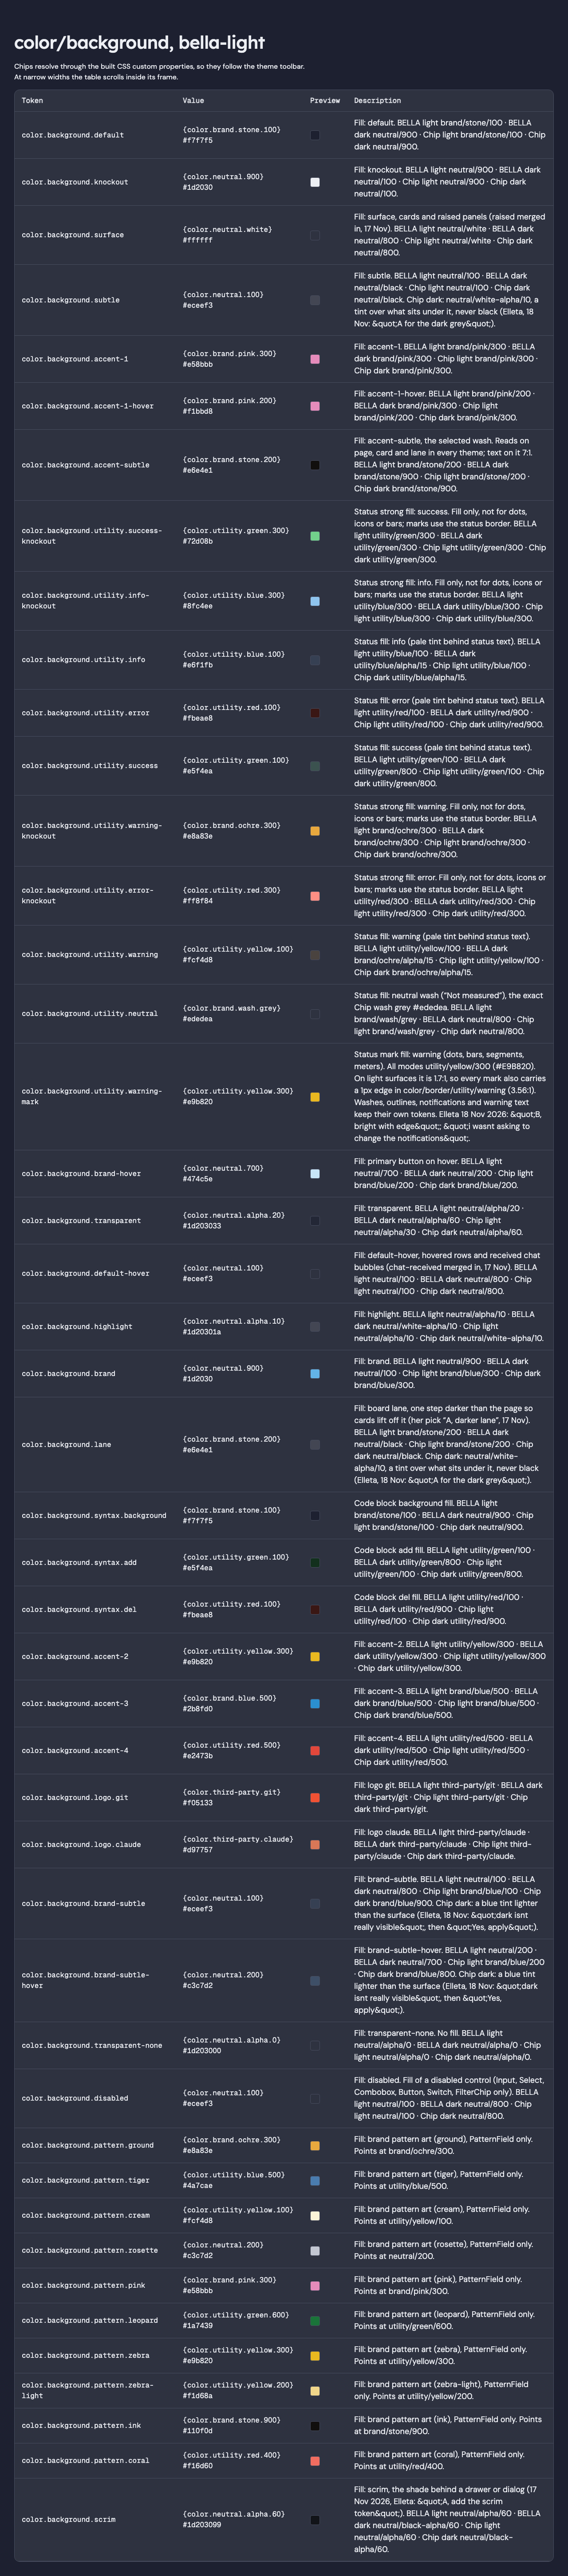 color/background, bella-light
Chips resolve through the built CSS custom properties, so they follow the theme toolbar.
At narrow widths the table scrolls inside its frame.
Token Value Preview Description
color.background.default {color.brand.stone.100} #f7f7f5 Fill: default. BELLA light brand/stone/100 · BELLA
dark neutral/900 · Chip light brand/stone/100 · Chip
dark neutral/900.
color.background.knockout {color.neutral.900} #1d2030 Fill: knockout. BELLA light neutral/900 · BELLA dark
neutral/100 · Chip light neutral/900 · Chip dark
neutral/100.
color.background.surface {color.neutral.white} #ffffff Fill: surface, cards and raised panels (raised merged
in, 17 Nov). BELLA light neutral/white · BELLA dark
neutral/800 · Chip light neutral/white · Chip dark
neutral/800.
color.background.subtle {color.neutral.100} #eceef3 Fill: subtle. BELLA light neutral/100 · BELLA dark
neutral/black · Chip light neutral/100 · Chip dark
neutral/black. Chip dark: neutral/white-alpha/10, a
tint over what sits under it, never black (Elleta, 18
Nov: &quot;A for the dark grey&quot;).
color.background.accent-1 {color.brand.pink.300} #e58bbb Fill: accent-1. BELLA light brand/pink/300 · BELLA
dark brand/pink/300 · Chip light brand/pink/300 ·
Chip dark brand/pink/300.
color.background.accent-1-hover {color.brand.pink.200} #f1bbd8 Fill: accent-1-hover. BELLA light brand/pink/200 ·
BELLA dark brand/pink/300 · Chip light
brand/pink/200 · Chip dark brand/pink/300.
color.background.accent-subtle {color.brand.stone.200} #e6e4e1 Fill: accent-subtle, the selected wash. Reads on
page, card and lane in every theme; text on it 7:1.
BELLA light brand/stone/200 · BELLA dark
brand/stone/900 · Chip light brand/stone/200 ·
Chip dark brand/stone/900.
color.background.utility.success-
knockout {color.utility.green.300} #72d08b Status strong fill: success. Fill only, not for dots,
icons or bars; marks use the status border. BELLA
light utility/green/300 · BELLA dark
utility/green/300 · Chip light utility/green/300 · Chip
dark utility/green/300.
color.background.utility.info-
knockout {color.utility.blue.300} #8fc4ee Status strong fill: info. Fill only, not for dots, icons or
bars; marks use the status border. BELLA light
utility/blue/300 · BELLA dark utility/blue/300 · Chip
light utility/blue/300 · Chip dark utility/blue/300.
color.background.utility.info {color.utility.blue.100} #e6f1fb Status fill: info (pale tint behind status text). BELLA
light utility/blue/100 · BELLA dark
utility/blue/alpha/15 · Chip light utility/blue/100 ·
Chip dark utility/blue/alpha/15.
color.background.utility.error {color.utility.red.100} #fbeae8 Status fill: error (pale tint behind status text). BELLA
light utility/red/100 · BELLA dark utility/red/900 · Chip
light utility/red/100 · Chip dark utility/red/900.
color.background.utility.success {color.utility.green.100} #e5f4ea Status fill: success (pale tint behind status text).
BELLA light utility/green/100 · BELLA dark
utility/green/800 · Chip light utility/green/100 · Chip
dark utility/green/800.
color.background.utility.warning-
knockout {color.brand.ochre.300} #e8a83e Status strong fill: warning. Fill only, not for dots,
icons or bars; marks use the status border. BELLA
light brand/ochre/300 · BELLA dark
brand/ochre/300 · Chip light brand/ochre/300 ·
Chip dark brand/ochre/300.
color.background.utility.error-
knockout {color.utility.red.300} #ff8f84 Status strong fill: error. Fill only, not for dots, icons or
bars; marks use the status border. BELLA light
utility/red/300 · BELLA dark utility/red/300 · Chip
light utility/red/300 · Chip dark utility/red/300.
color.background.utility.warning {color.utility.yellow.100} #fcf4d8 Status fill: warning (pale tint behind status text).
BELLA light utility/yellow/100 · BELLA dark
brand/ochre/alpha/15 · Chip light utility/yellow/100 ·
Chip dark brand/ochre/alpha/15.
color.background.utility.neutral {color.brand.wash.grey} #ededea Status fill: neutral wash (“Not measured”), the exact
Chip wash grey #ededea. BELLA light
brand/wash/grey · BELLA dark neutral/800 · Chip
light brand/wash/grey · Chip dark neutral/800.
color.background.utility.warning-
mark {color.utility.yellow.300} #e9b820 Status mark fill: warning (dots, bars, segments,
meters). All modes utility/yellow/300 (#E9B820).
On light surfaces it is 1.7:1, so every mark also carries
a 1px edge in color/border/utility/warning (3.56:1).
Washes, outlines, notifications and warning text
keep their own tokens. Elleta 18 Nov 2026: &quot;B,
bright with edge&quot;; &quot;i wasnt asking to
change the notifications&quot;.
color.background.brand-hover {color.neutral.700} #474c5e Fill: primary button on hover. BELLA light
neutral/700 · BELLA dark neutral/200 · Chip light
brand/blue/200 · Chip dark brand/blue/200.
color.background.transparent {color.neutral.alpha.20} #1d203033 Fill: transparent. BELLA light neutral/alpha/20 ·
BELLA dark neutral/alpha/60 · Chip light
neutral/alpha/30 · Chip dark neutral/alpha/60.
color.background.default-hover {color.neutral.100} #eceef3 Fill: default-hover, hovered rows and received chat
bubbles (chat-received merged in, 17 Nov). BELLA
light neutral/100 · BELLA dark neutral/800 · Chip
light neutral/100 · Chip dark neutral/800.
color.background.highlight {color.neutral.alpha.10} #1d20301a Fill: highlight. BELLA light neutral/alpha/10 · BELLA
dark neutral/white-alpha/10 · Chip light
neutral/alpha/10 · Chip dark neutral/white-alpha/10.
color.background.brand {color.neutral.900} #1d2030 Fill: brand. BELLA light neutral/900 · BELLA dark
neutral/100 · Chip light brand/blue/300 · Chip dark
brand/blue/300.
color.background.lane {color.brand.stone.200} #e6e4e1 Fill: board lane, one step darker than the page so
cards lift off it (her pick “A, darker lane”, 17 Nov).
BELLA light brand/stone/200 · BELLA dark
neutral/black · Chip light brand/stone/200 · Chip
dark neutral/black. Chip dark: neutral/white-
alpha/10, a tint over what sits under it, never black
(Elleta, 18 Nov: &quot;A for the dark grey&quot;).
color.background.syntax.background {color.brand.stone.100} #f7f7f5 Code block background fill. BELLA light
brand/stone/100 · BELLA dark neutral/900 · Chip
light brand/stone/100 · Chip dark neutral/900.
color.background.syntax.add {color.utility.green.100} #e5f4ea Code block add fill. BELLA light utility/green/100 ·
BELLA dark utility/green/800 · Chip light
utility/green/100 · Chip dark utility/green/800.
color.background.syntax.del {color.utility.red.100} #fbeae8 Code block del fill. BELLA light utility/red/100 ·
BELLA dark utility/red/900 · Chip light
utility/red/100 · Chip dark utility/red/900.
color.background.accent-2 {color.utility.yellow.300} #e9b820 Fill: accent-2. BELLA light utility/yellow/300 · BELLA
dark utility/yellow/300 · Chip light utility/yellow/300
· Chip dark utility/yellow/300.
color.background.accent-3 {color.brand.blue.500} #2b8fd0 Fill: accent-3. BELLA light brand/blue/500 · BELLA
dark brand/blue/500 · Chip light brand/blue/500 ·
Chip dark brand/blue/500.
color.background.accent-4 {color.utility.red.500} #e2473b Fill: accent-4. BELLA light utility/red/500 · BELLA
dark utility/red/500 · Chip light utility/red/500 ·
Chip dark utility/red/500.
color.background.logo.git {color.third-party.git} #f05133 Fill: logo git. BELLA light third-party/git · BELLA dark
third-party/git · Chip light third-party/git · Chip
dark third-party/git.
color.background.logo.claude {color.third-party.claude} #d97757 Fill: logo claude. BELLA light third-party/claude ·
BELLA dark third-party/claude · Chip light third-
party/claude · Chip dark third-party/claude.
color.background.brand-subtle {color.neutral.100} #eceef3 Fill: brand-subtle. BELLA light neutral/100 · BELLA
dark neutral/800 · Chip light brand/blue/100 · Chip
dark brand/blue/900. Chip dark: a blue tint
lighter than the surface (Elleta, 18 Nov: &quot;dark isnt
really visible&quot;, then &quot;Yes, apply&quot;).
color.background.brand-subtle-
hover {color.neutral.200} #c3c7d2 Fill: brand-subtle-hover. BELLA light neutral/200 ·
BELLA dark neutral/700 · Chip light brand/blue/200
· Chip dark brand/blue/800. Chip dark: a blue tint
lighter than the surface (Elleta, 18 Nov: &quot;dark
isnt really visible&quot;, then &quot;Yes,
apply&quot;).
color.background.transparent-none {color.neutral.alpha.0} #1d203000 Fill: transparent-none. No fill. BELLA light
neutral/alpha/0 · BELLA dark neutral/alpha/0 · Chip
light neutral/alpha/0 · Chip dark neutral/alpha/0.
color.background.disabled {color.neutral.100} #eceef3 Fill: disabled. Fill of a disabled control (Input, Select,
Combobox, Button, Switch, FilterChip only). BELLA
light neutral/100 · BELLA dark neutral/800 · Chip
light neutral/100 · Chip dark neutral/800.
color.background.pattern.ground {color.brand.ochre.300} #e8a83e Fill: brand pattern art (ground), PatternField only.
Points at brand/ochre/300.
color.background.pattern.tiger {color.utility.blue.500} #4a7cae Fill: brand pattern art (tiger), PatternField only.
Points at utility/blue/500.
color.background.pattern.cream {color.utility.yellow.100} #fcf4d8 Fill: brand pattern art (cream), PatternField only.
Points at utility/yellow/100.
color.background.pattern.rosette {color.neutral.200} #c3c7d2 Fill: brand pattern art (rosette), PatternField only.
Points at neutral/200.
color.background.pattern.pink {color.brand.pink.300} #e58bbb Fill: brand pattern art (pink), PatternField only. Points
at brand/pink/300.
color.background.pattern.leopard {color.utility.green.600} #1a7439 Fill: brand pattern art (leopard), PatternField only.
Points at utility/green/600.
color.background.pattern.zebra {color.utility.yellow.300} #e9b820 Fill: brand pattern art (zebra), PatternField only.
Points at utility/yellow/300.
color.background.pattern.zebra-
light {color.utility.yellow.200} #f1d68a Fill: brand pattern art (zebra-light), PatternField
only. Points at utility/yellow/200.
color.background.pattern.ink {color.brand.stone.900} #110f0d Fill: brand pattern art (ink), PatternField only. Points
at brand/stone/900.
color.background.pattern.coral {color.utility.red.400} #f16d60 Fill: brand pattern art (coral), PatternField only.
Points at utility/red/400.
color.background.scrim {color.neutral.alpha.60} #1d203099 Fill: scrim, the shade behind a drawer or dialog (17
Nov 2026, Elleta: &quot;A, add the scrim
token&quot;). BELLA light neutral/alpha/60 · BELLA
dark neutral/black-alpha/60 · Chip light
neutral/alpha/60 · Chip dark neutral/black-
alpha/60.